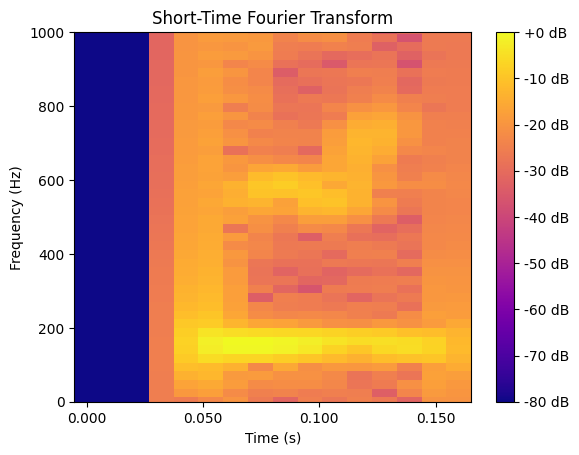 Short-Time Fourier Transform
1000
800
600
400
200
0
Frequency (Hz)
0.000
0.050
0.100
0.150
Time (s)
+0 dB
-10 dB
-20 dB
-30 dB
-40 dB
-50 dB
-60 dB
-70 dB
-80 dB